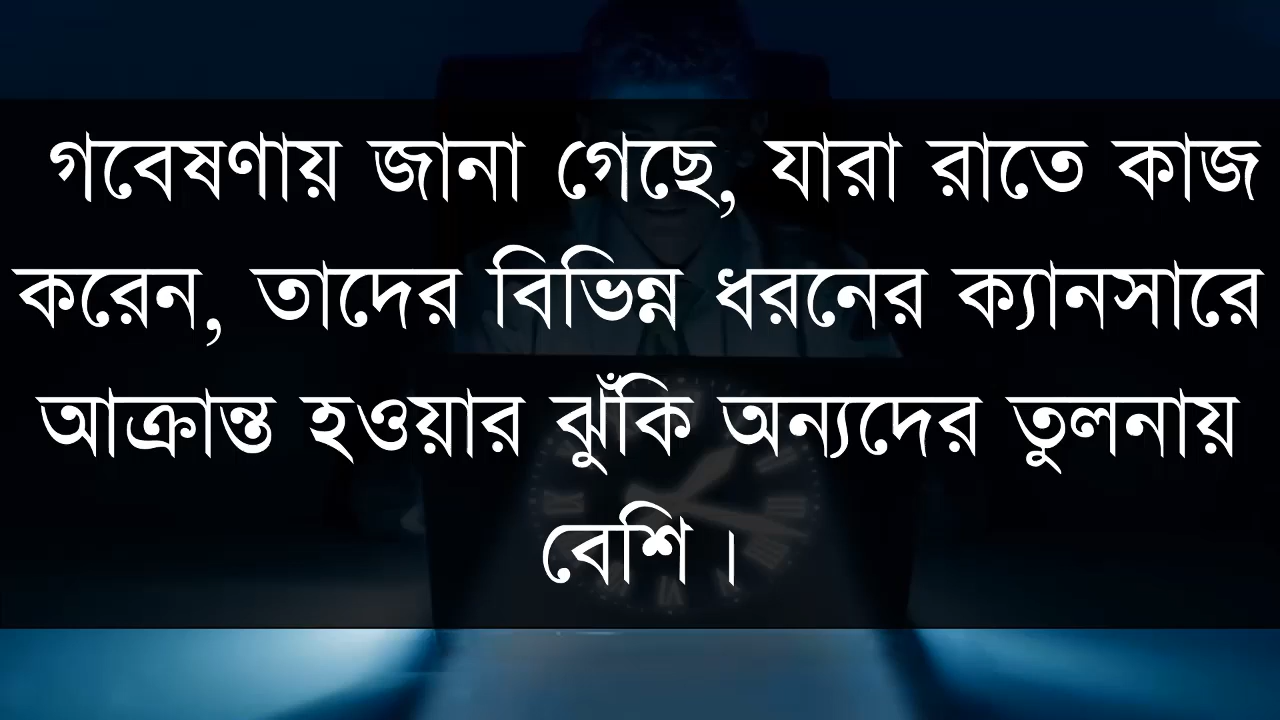 গবেষণায় জানা গেছে, যারা রাতে কাজ
করেন, তাদের বিভিন্ন ধরনের ক্যানসারে
আক্রান্ত হওয়ার ঝুঁকি অন্যদের তুলনায়
বেশি ।